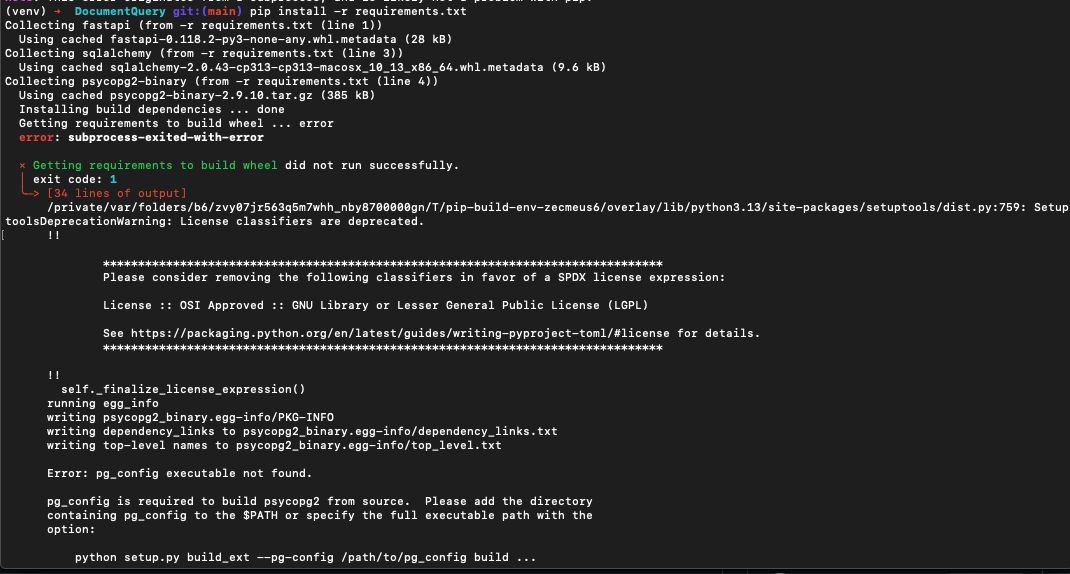 (venv) → DocumentQuery git:(main) pip install -r requirements.txt
Collecting fastapi (from -r requirements.txt (line 1))
Using cached fastapi-0.118.2-py3-none-any.whl.metadata (28 kB)
Collecting sqlalchemy (from -r requirements.txt (line 3))
Using cached sqlalchemy-2.0.43-cp313-cp313-macosx_10_13_x86_64.whl.metadata (9.6 kB)
Collecting psycopg2-binary (from -r requirements.txt (line 4))
Using cached psycopg2-binary-2.9.10.tar.gz (385 kB)
Installing build dependencies ... done
Getting requirements to build wheel ... error
error: subprocess-exited-with-error
× Getting requirements to build wheel did not run successfully.
│ exit code: 1
╰─> [34 lines of output]
/private/var/folders/b6/zvy07jr563q5m7whh_nby8700000gn/T/pip-build-env-zecmeus6/overlay/lib/python3.13/site-packages/setuptools/dist.py:759: Setup
toolsDeprecationWarning: License classifiers are deprecated.
!!
********************************************************************************
Please consider removing the following classifiers in favor of a SPDX license expression:
License :: OSI Approved :: GNU Library or Lesser General Public License (LGPL)
See https://packaging.python.org/en/latest/guides/writing-pyproject-toml/#license for details.
********************************************************************************
!!
self._finalize_license_expression()
running egg_info
writing psycopg2_binary.egg-info/PKG-INFO
writing dependency_links to psycopg2_binary.egg-info/dependency_links.txt
writing top-level names to psycopg2_binary.egg-info/top_level.txt
Error: pg_config executable not found.
pg_config is required to build psycopg2 from source.  Please add the directory
containing pg_config to the $PATH or specify the full executable path with the
option:
python setup.py build_ext --pg-config /path/to/pg_config build ...